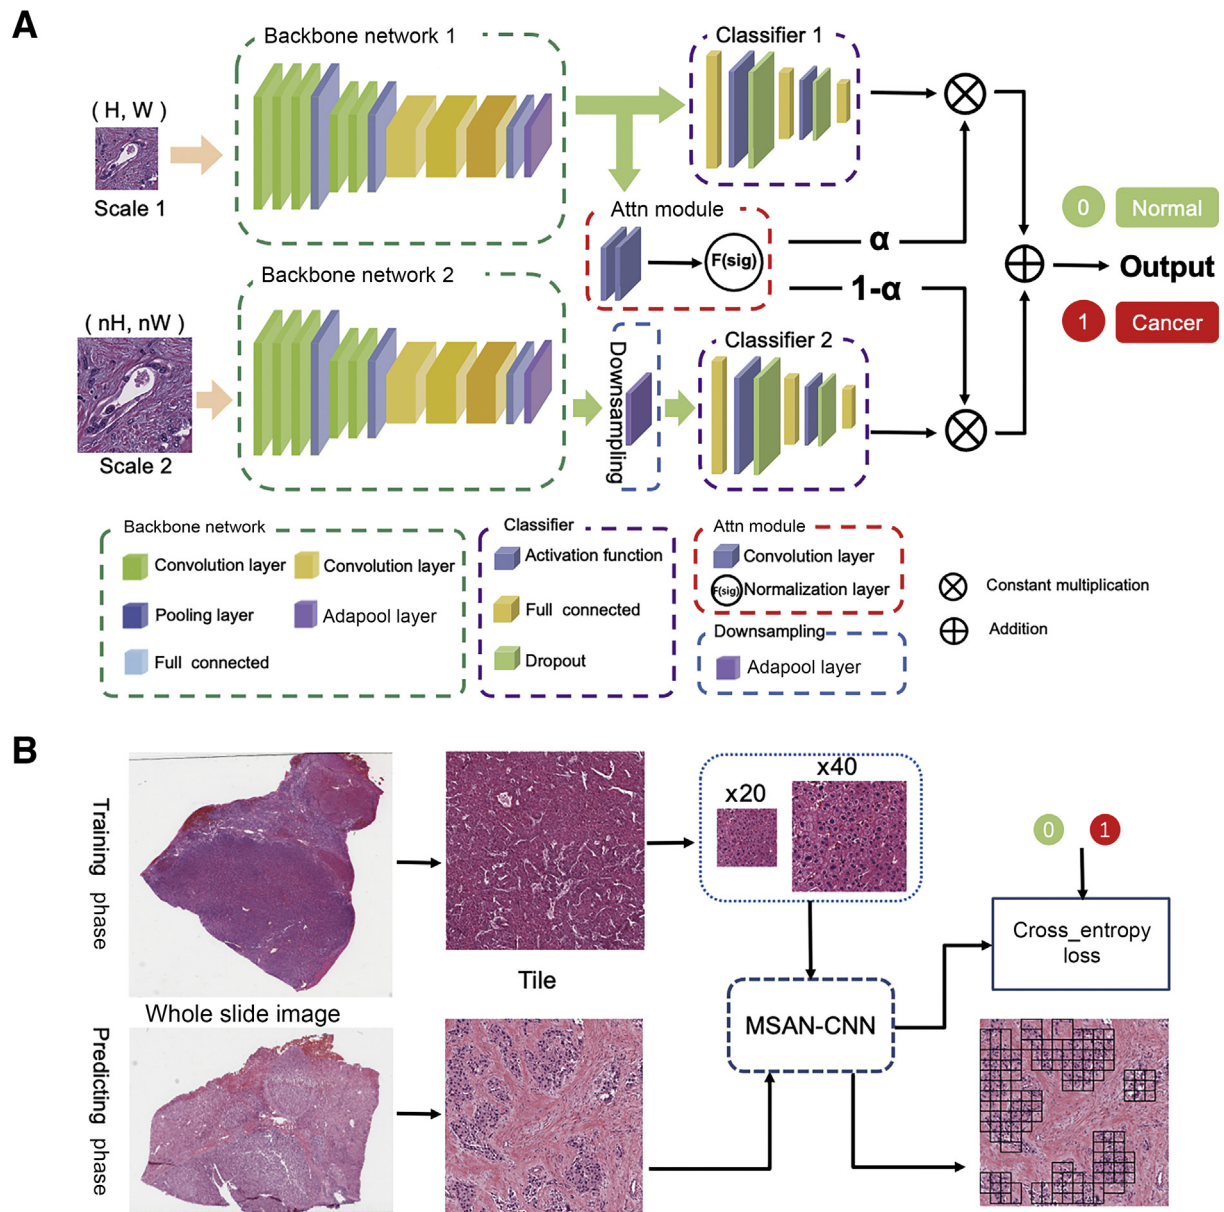 A
Backbone network 1
Classifier 1
( H, W )
Scale 1
Attn module
F(sig)
α
1-α
0
Normal
Output
1
Cancer
Backbone network 2
( nH, nW )
Scale 2
Downsampling
Classifier 2
Backbone network
Convolution layer
Convolution layer
Pooling layer
Adapool layer
Full connected
Classifier
Activation function
Full connected
Dropout
Attn module
Convolution layer
F(sig)
Normalization layer
Downsampling
Adapool layer
Constant multiplication
Addition
B
Training phase
Whole slide image
Tile
x20
x40
0
1
Cross_entropy
loss
MSAN-CNN
Predicting phase